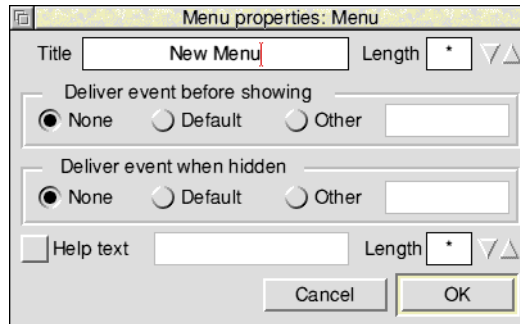 Menu properties: Menu
Title New Menu Length *
Deliver event before showing
None Default Other
Deliver event when hidden
None Default Other
Help text Length *
Cancel OK